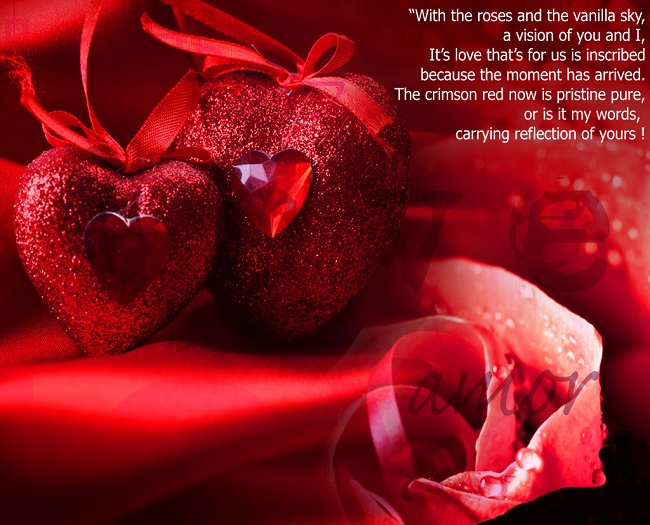 “With the roses and the vanilla sky,
a vision of you and I,
It’s love that’s for us is inscribed
because the moment has arrived.
The crimson red now is pristine pure,
or is it my words,
carrying reflection of yours !
amor